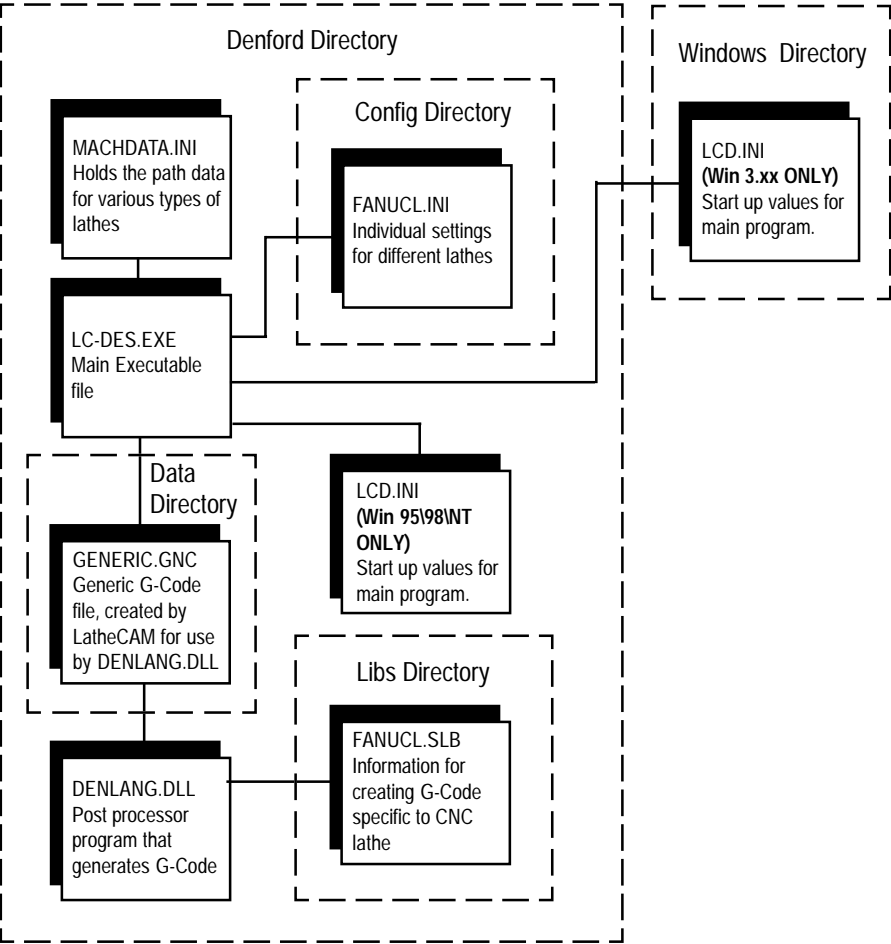 Denford Directory
Windows Directory
Config Directory
MACHDATA.INI
Holds the path data
for various types of
lathes
FANUCL.INI
Individual settings
for different lathes
LCD.INI
(Win 3.xx ONLY)
Start up values for
main program.
LC-DES.EXE
Main Executable
file
Data
Directory
LCD.INI
(Win 95\98\NT
ONLY)
Start up values for
main program.
GENERIC.GNC
Generic G-Code
file, created by
LatheCAM for use
by DENLANG.DLL
Libs Directory
FANUCL.SLB
Information for
creating G-Code
specific to CNC
lathe
DENLANG.DLL
Post processor
program that
generates G-Code